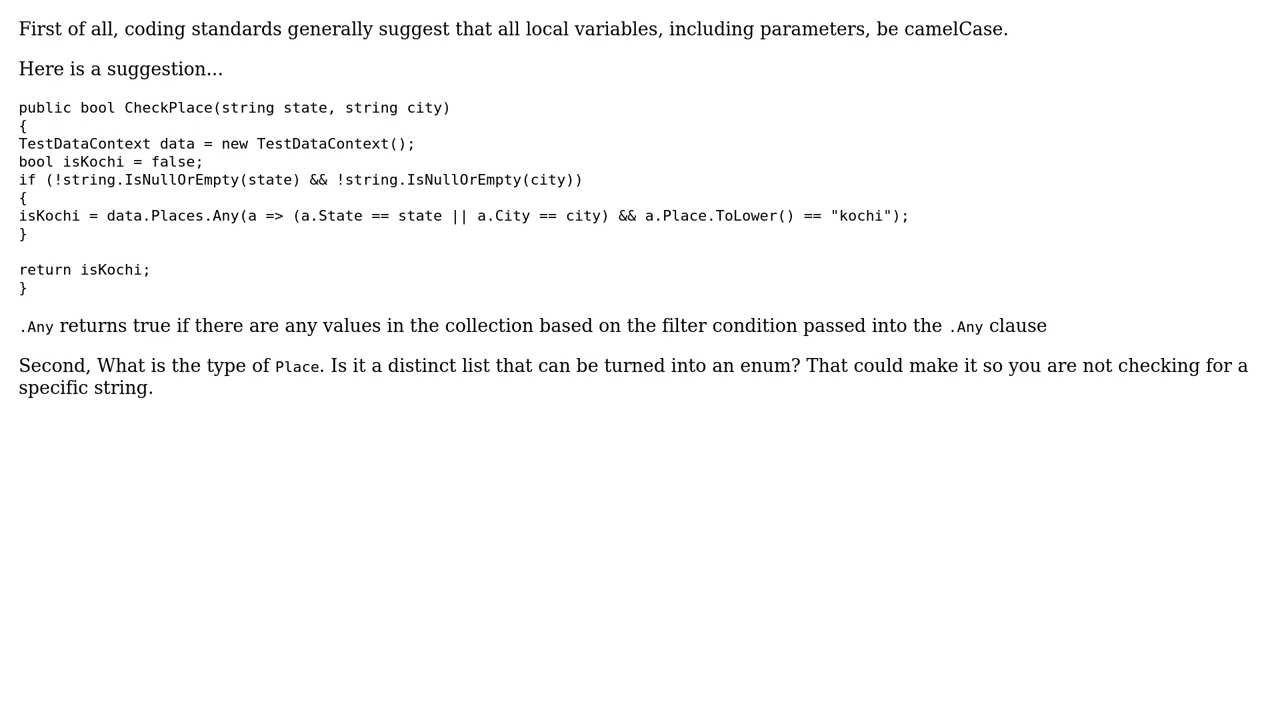 First of all, coding standards generally suggest that all local variables, including parameters, be camelCase.
Here is a suggestion...
public bool CheckPlace(string state, string city)
{
TestDataContext data = new TestDataContext();
bool isKochi = false;
if (!string.IsNullOrEmpty(state) && !string.IsNullOrEmpty(city))
{
isKochi = data.Places.Any(a => (a.State == state || a.City == city) && a.Place.ToLower() == "kochi");
}
return isKochi;
}
.Any returns true if there are any values in the collection based on the filter condition passed into the .Any clause
Second, What is the type of Place. Is it a distinct list that can be turned into an enum? That could make it so you are not checking for a
specific string.